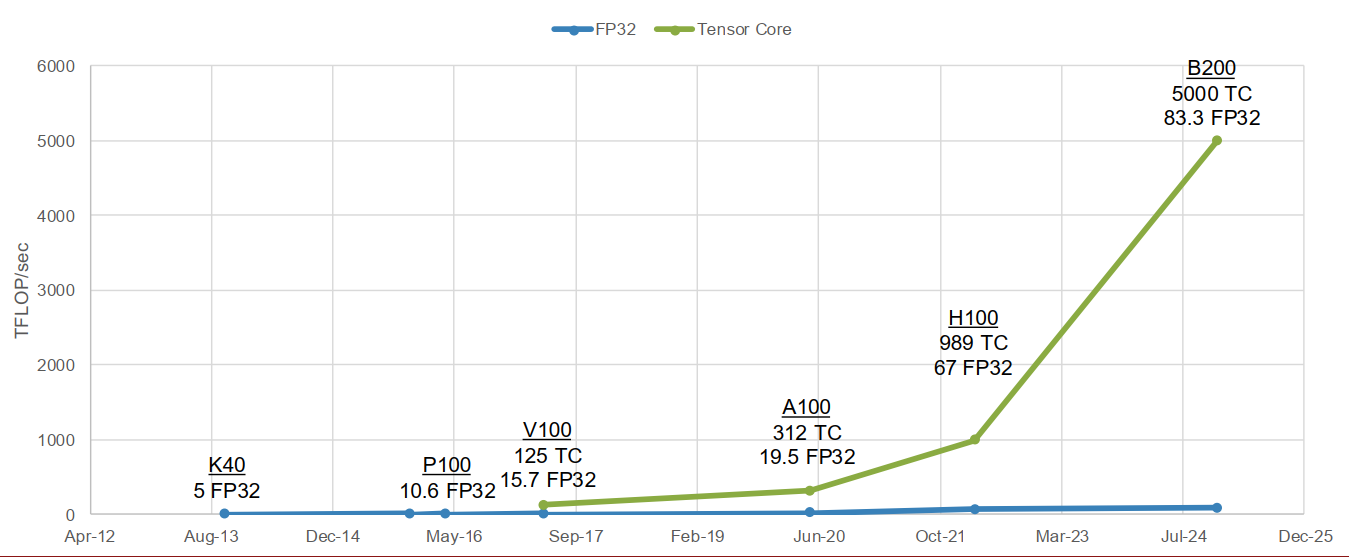 FP32 Tensor Core
6000
5000
4000
3000
2000
1000
0
TFLOP/sec
K40
5 FP32
P100
10.6 FP32
V100
125 TC
15.7 FP32
A100
312 TC
19.5 FP32
H100
989 TC
67 FP32
B200
5000 TC
83.3 FP32
Apr-12 Aug-13 Dec-14 May-16 Sep-17 Feb-19 Jun-20 Oct-21 Mar-23 Jul-24 Dec-25